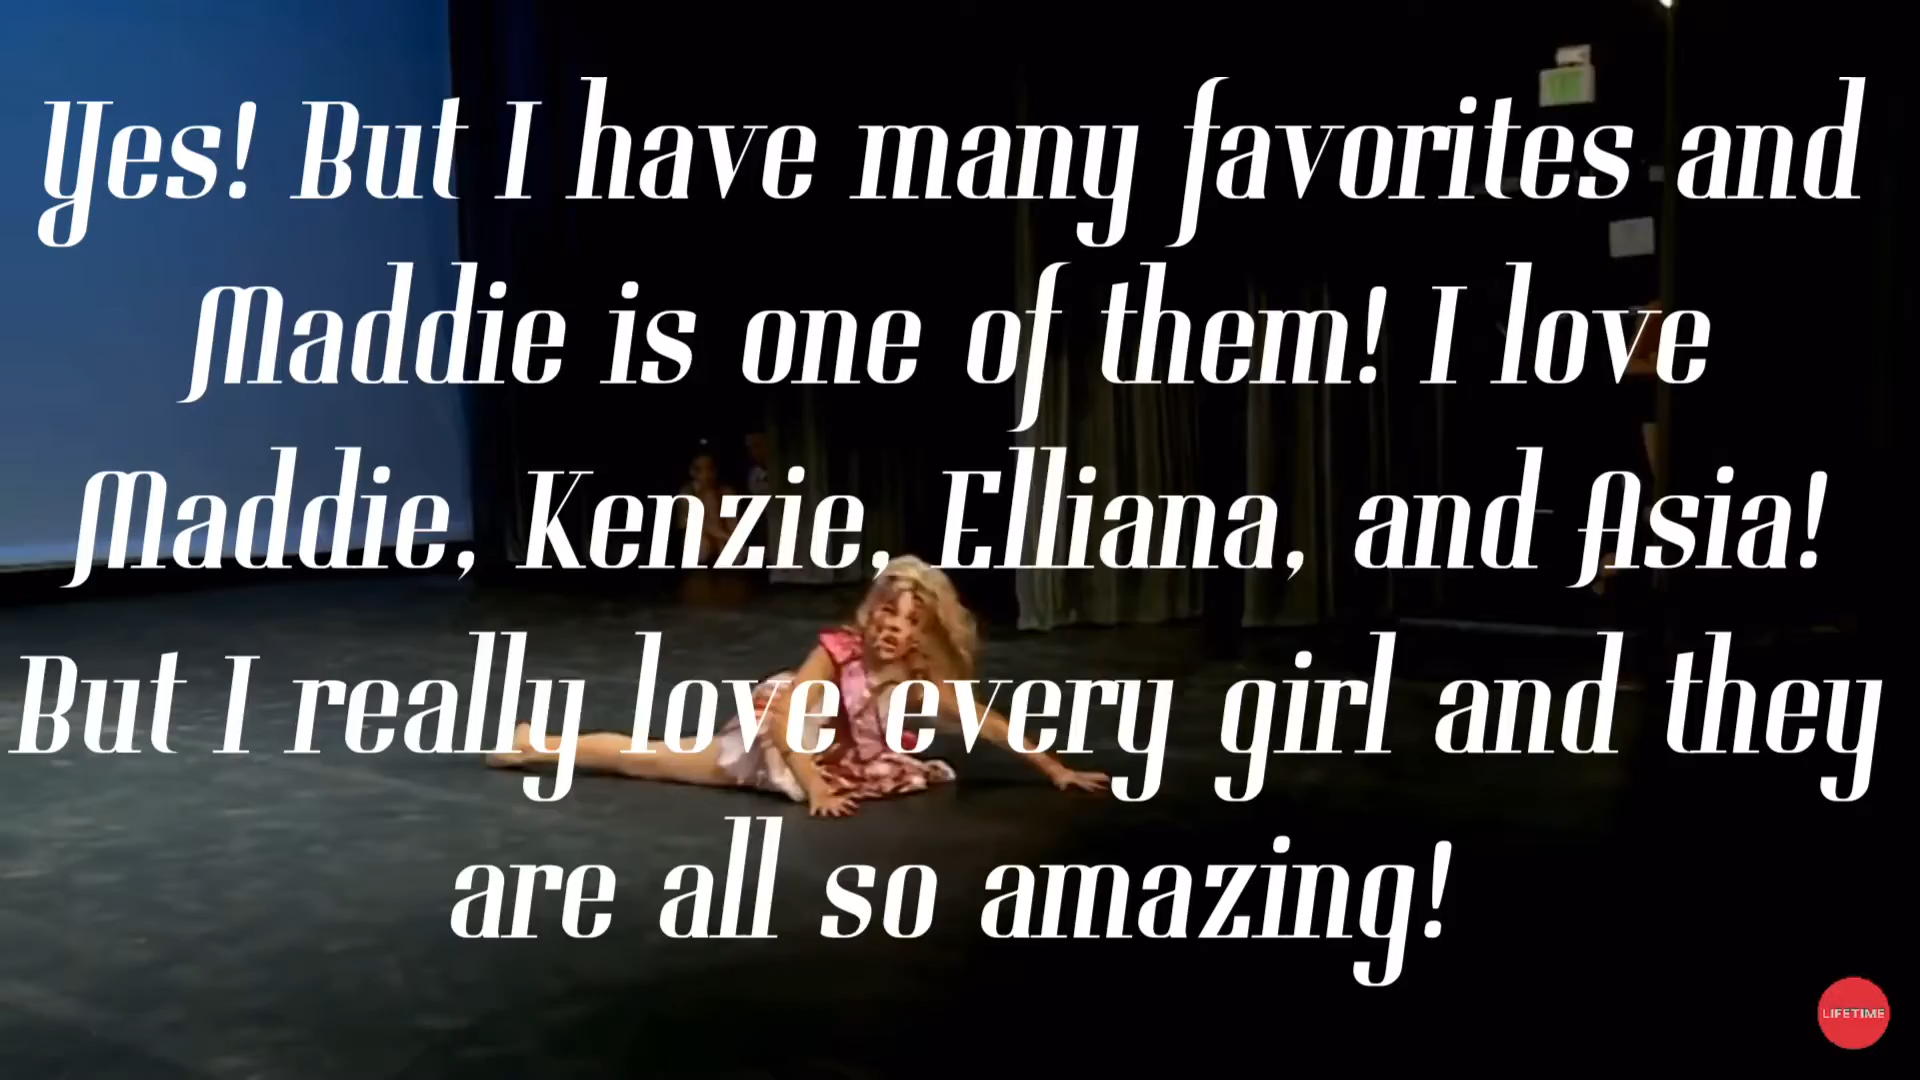 Yes! But I have many favorites and
Maddie is one of them! I love
Maddie, Kenzie, Elliana, and Asia!
But I really love every girl and they
are all so amazing!
LIFETIME